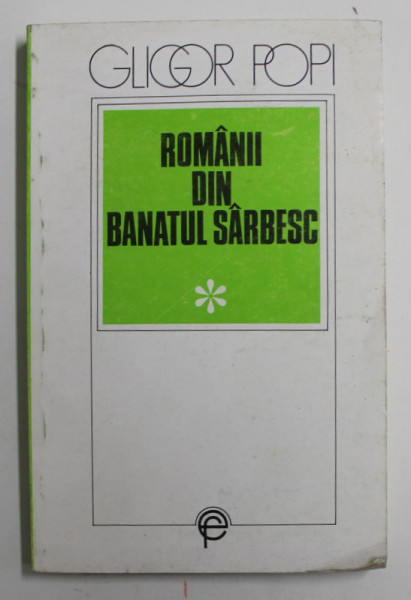 GLIGOR POPI
ROMÂNII
DIN
BANATUL SÂRBESC
*